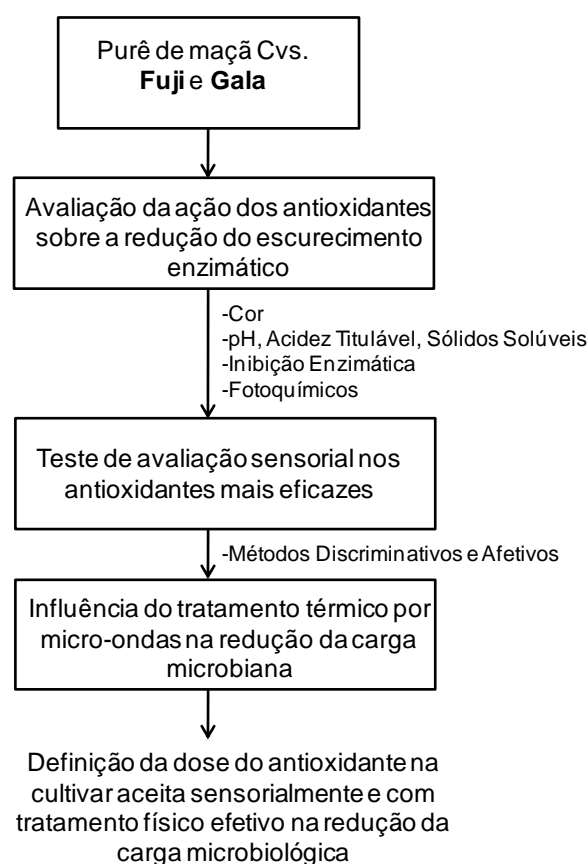 Purê de maçã Cvs.
Fuji e Gala
Avaliação da ação dos antioxidantes
sobre a redução do escurecimento
enzimático
-Cor
-pH, Acidez Titulável, Sólidos Solúveis
-Inibição Enzimática
-Fotoquímicos
Teste de avaliação sensorial nos
antioxidantes mais eficazes
-Métodos Discriminativos e Afetivos
Influência do tratamento térmico por
micro-ondas na redução da carga
microbiana
Definição da dose do antioxidante na
cultivar aceita sensorialmente e com
tratamento físico efetivo na redução da
carga microbiológica